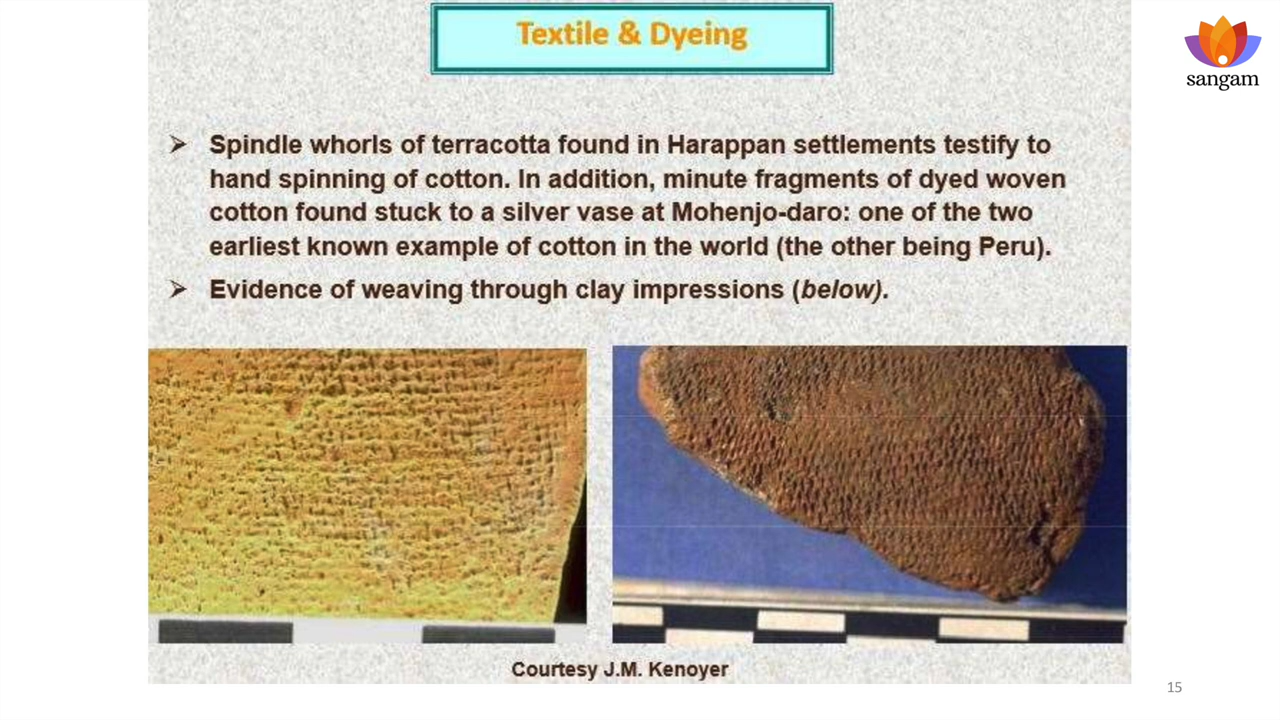 Textile & Dyeing
sangam
➢ Spindle whorls of terracotta found in Harappan settlements testify to
hand spinning of cotton. In addition, minute fragments of dyed woven
cotton found stuck to a silver vase at Mohenjo-daro: one of the two
earliest known example of cotton in the world (the other being Peru).
➢ Evidence of weaving through clay impressions (below).
Courtesy J.M. Kenoyer
15